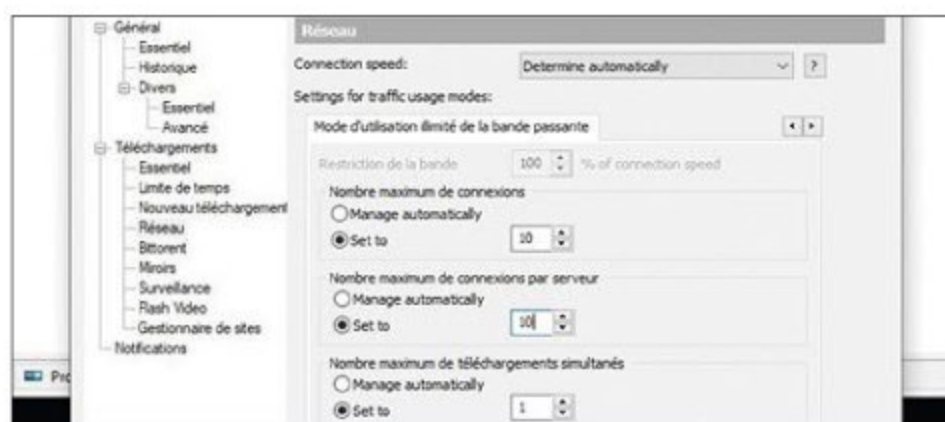 Général
Essentiel
Historique
Divers
Essentiel
Avancé
Téléchargements
Essentiel
Limite de temps
Nouveau téléchargement
Réseau
Bittorent
Miroirs
Surveillance
Flash Video
Gestionnaire de sites
Notifications
Réseau
Connection speed: Determine automatically ?
Settings for traffic usage modes:
Mode d'utilisation illimité de la bande passante
Restriction de la bande 100 % of connection speed
Nombre maximum de connexions
Manage automatically
Set to 10
Nombre maximum de connexions par serveur
Manage automatically
Set to 10
Nombre maximum de téléchargements simultanés
Manage automatically
Set to 1